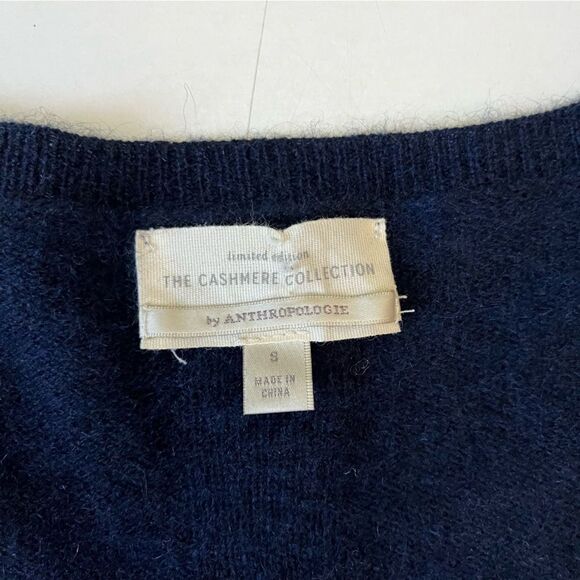 limited edition
THE CASHMERE COLLECTION
by ANTHROPOLOGIE
S
MADE IN
CHINA